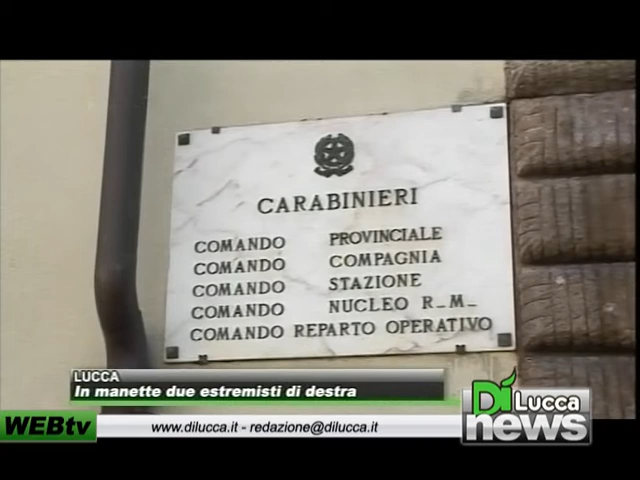 CARABINIERI
COMANDO PROVINCIALE
COMANDO COMPAGNIA
COMANDO STAZIONE
COMANDO NUCLEO R_M_
COMANDO REPARTO OPERATIVO
LUCCA
In manette due estremisti di destra
Dì LUCCA
news
WEBtv
www.dilucca.it - redazione@dilucca.it